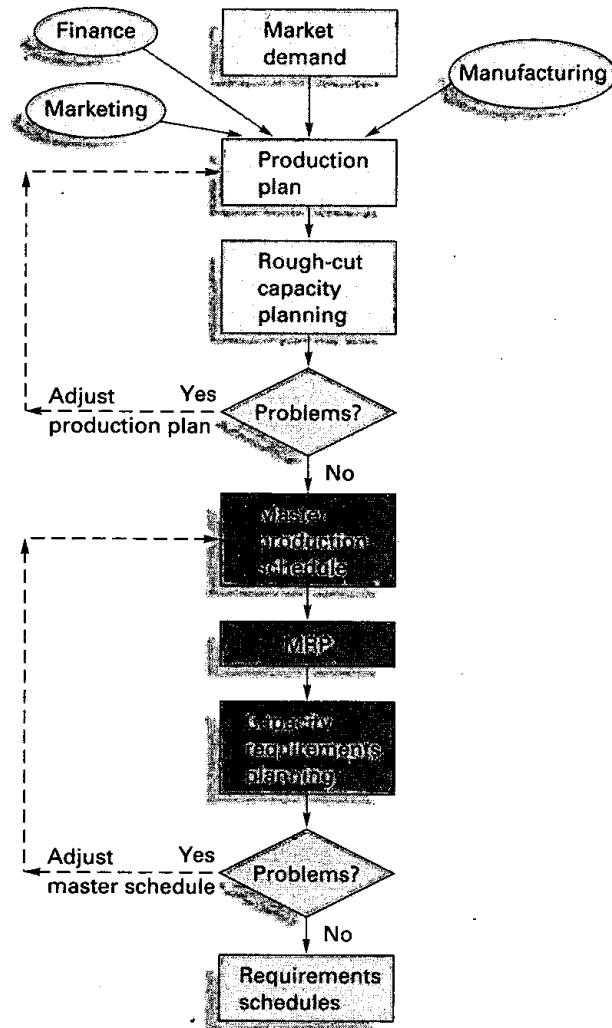 Finance
Market
demand
Manufacturing
Marketing
Production
plan
Rough-cut
capacity
planning
Adjust Yes
production plan
Problems?
No
Master
production
schedule
MRP
Capacity
requirements
planning
Adjust Yes
master schedule
Problems?
No
Requirements
schedules